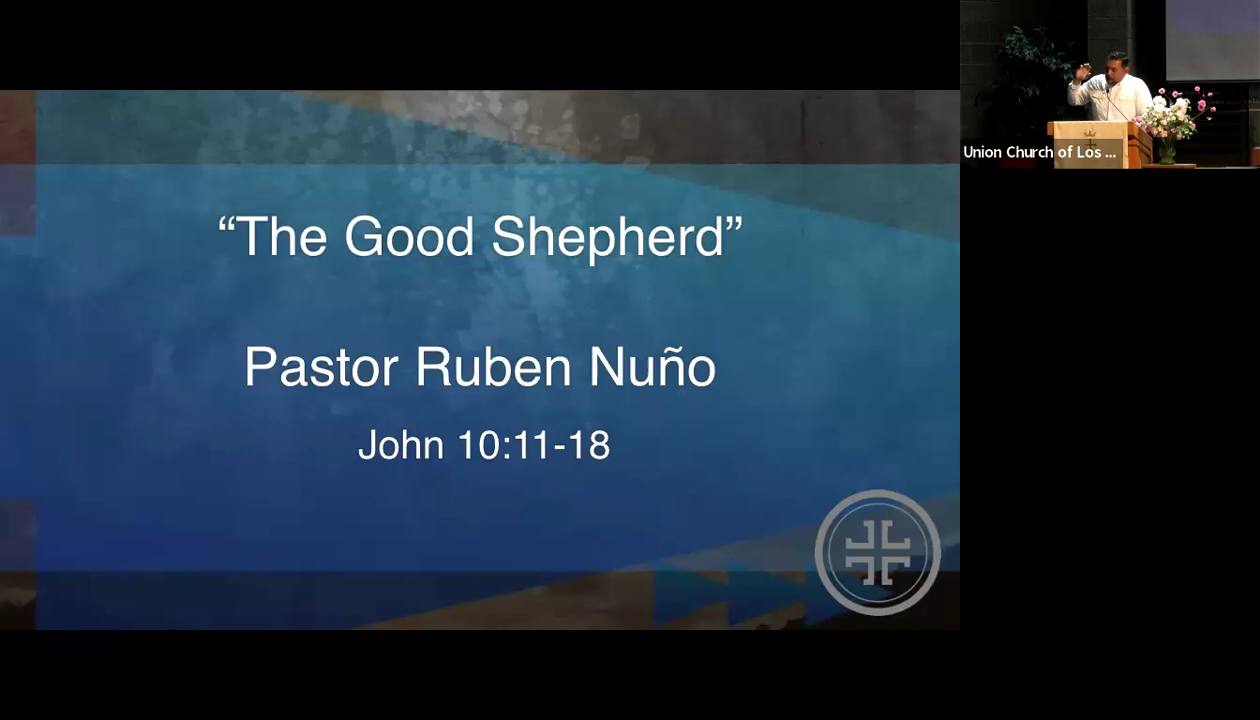 “The Good Shepherd”
Pastor Ruben Nuño
John 10:11-18
Union Church of Los ...